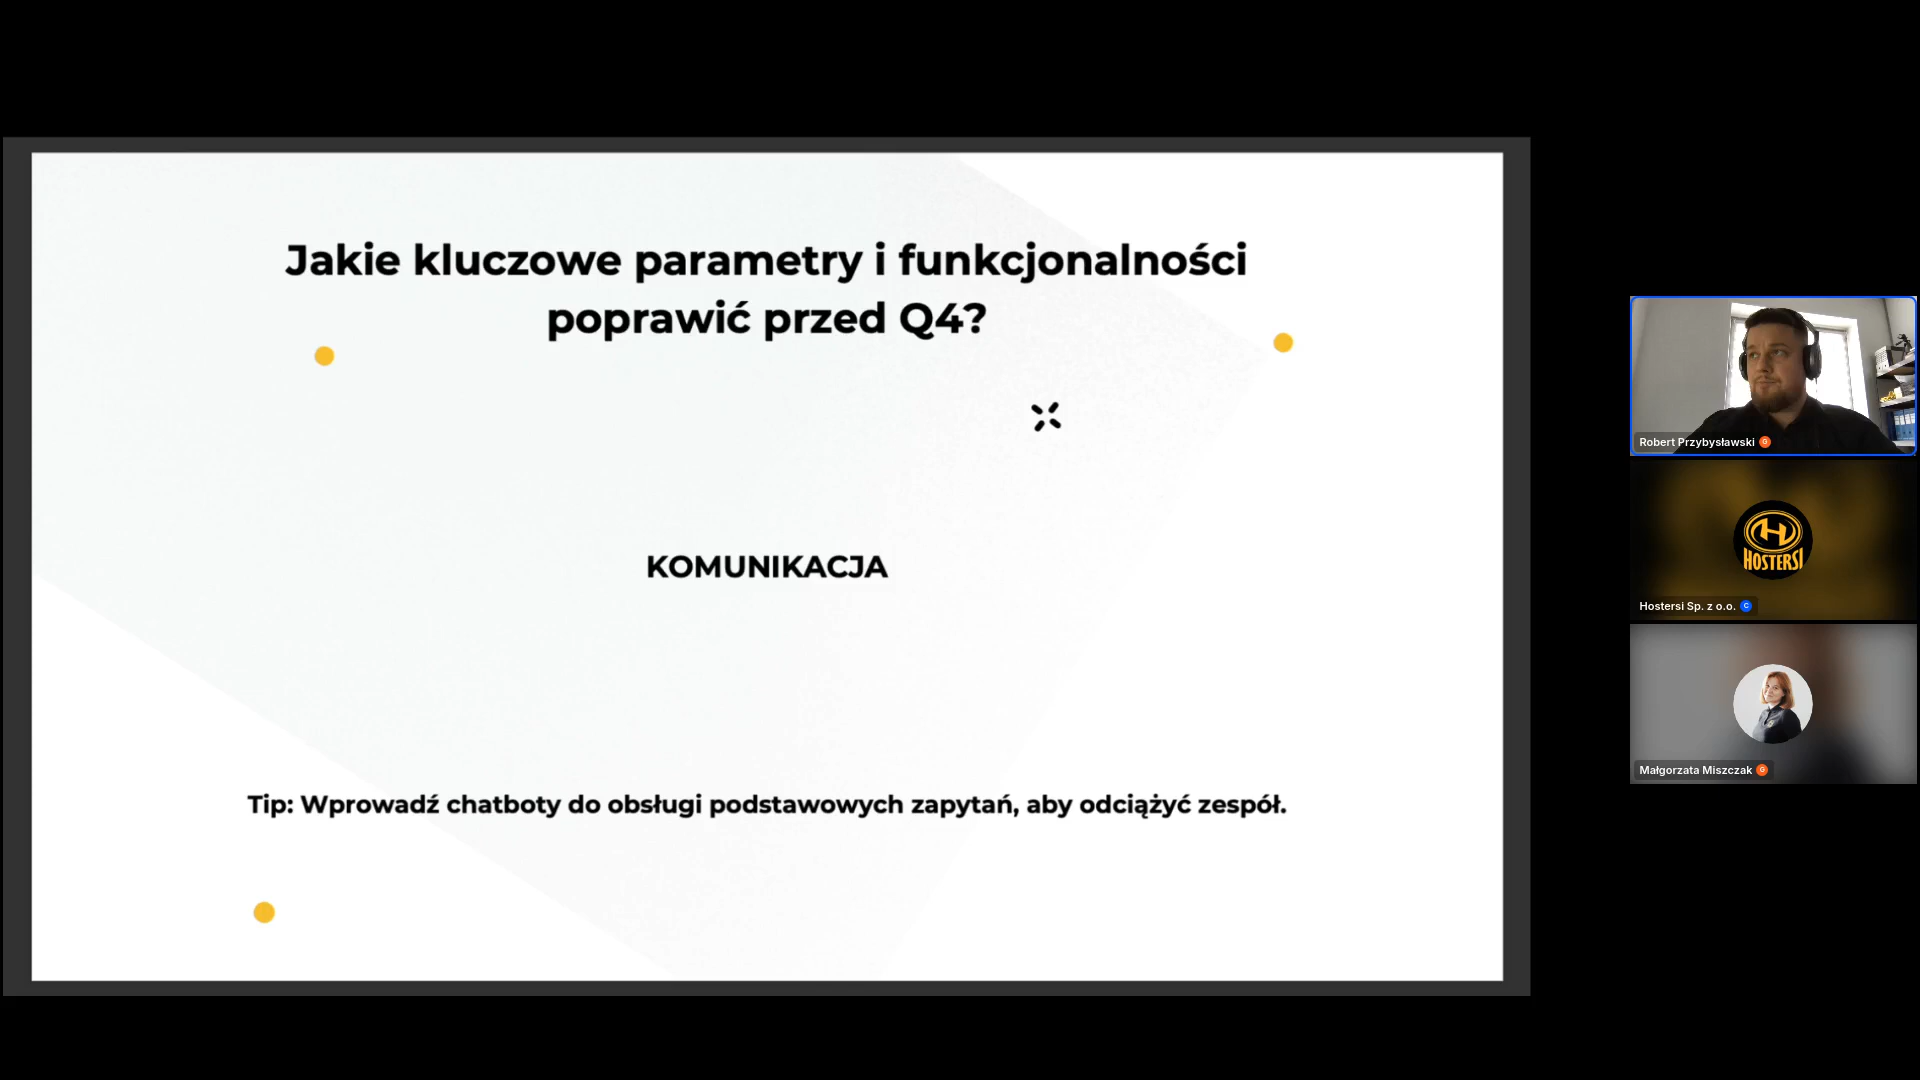 Jakie kluczowe parametry i funkcjonalności
poprawić przed Q4?
KOMUNIKACJA
Tip: Wprowadź chatboty do obsługi podstawowych zapytań, aby odciążyć zespół.
Robert Przybysławski G
HOSTERSI
Hostersi Sp. z o.o. C
Małgorzata Miszczak G